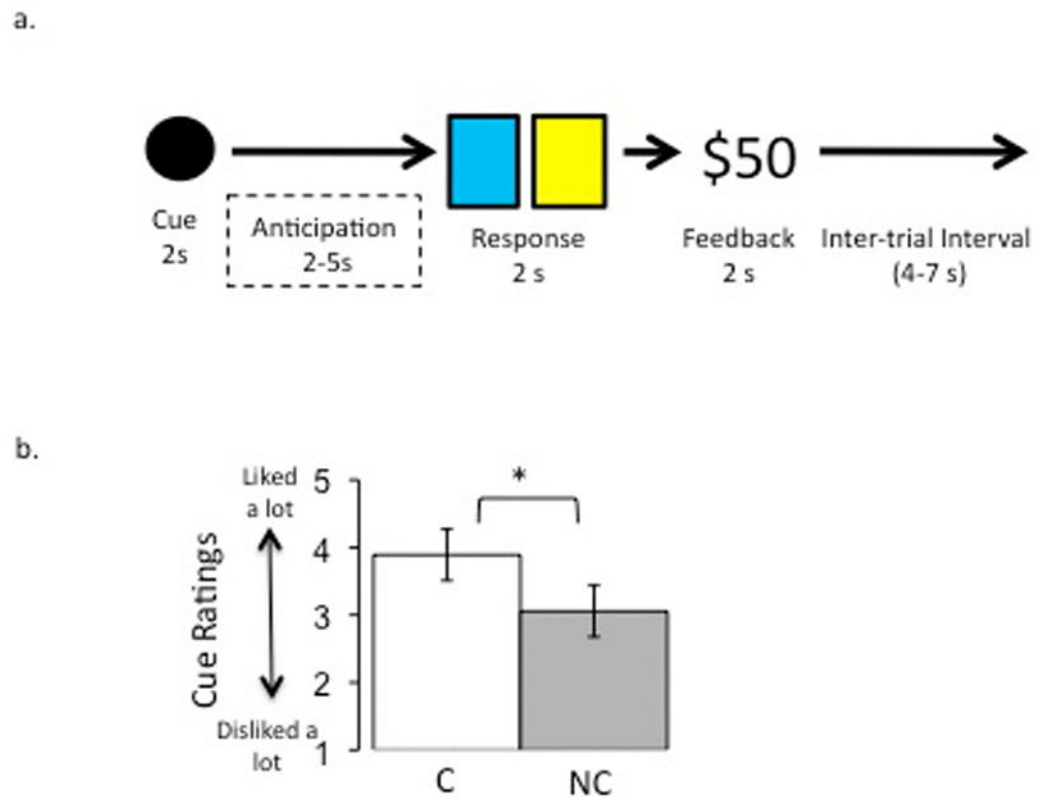 a.
$50
Cue
2s
Anticipation
2-5s
Response
2 s
Feedback
2 s
Inter-trial Interval
(4-7 s)
b.
Liked
a lot
Cue Ratings
Disliked a
lot
5
4
3
2
1
*
C
NC